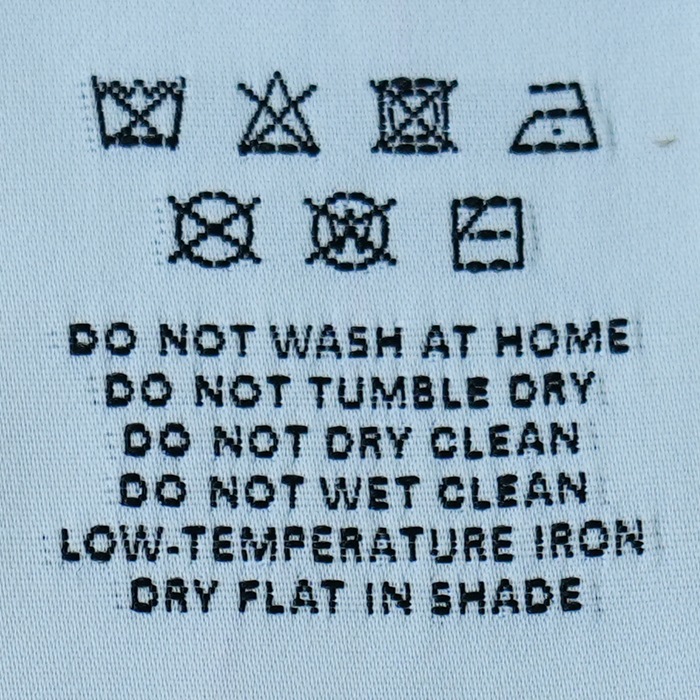 DO NOT WASH AT HOME
DO NOT TUMBLE DRY
DO NOT DRY CLEAN
DO NOT WET CLEAN
LOW-TEMPERATURE IRON
DRY FLAT IN SHADE